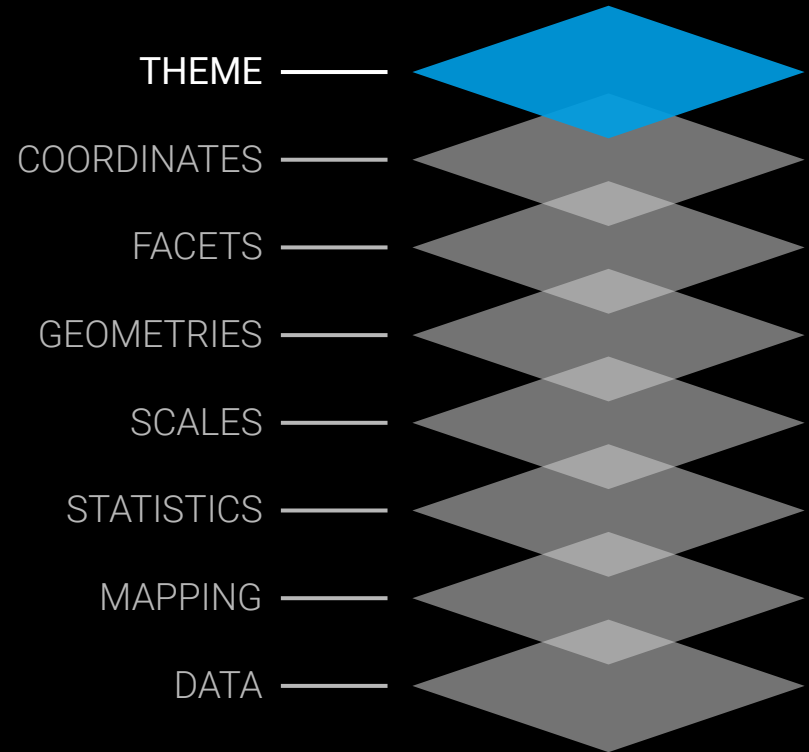 THEME
COORDINATES
FACETS
GEOMETRIES
SCALES
STATISTICS
MAPPING
DATA